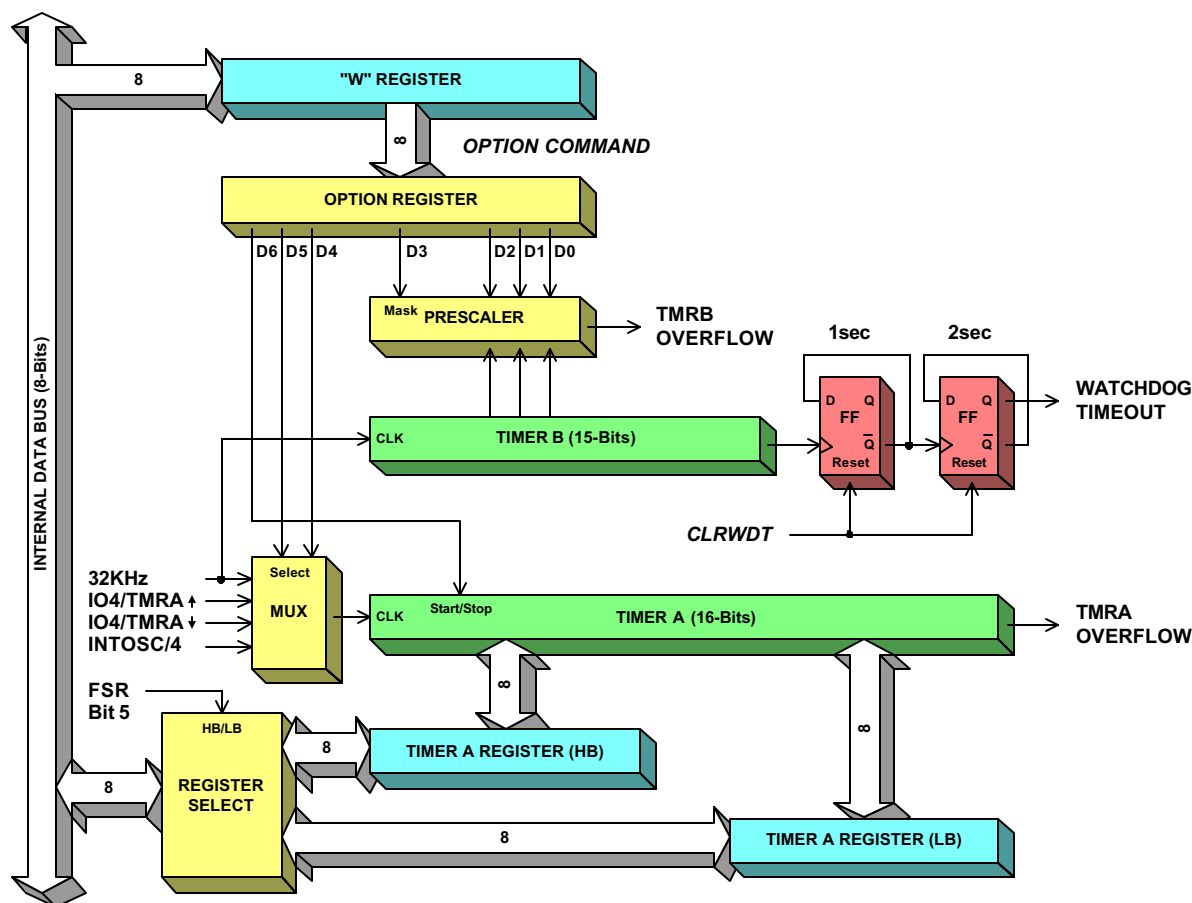 8
"W" REGISTER
8
OPTION COMMAND
OPTION REGISTER
D6
D5
D4
D3
D2
D1
D0
Mask
PRESCALER
TMRB
OVERFLOW
1sec
2sec
D Q
FF
Q
Reset
D Q
FF
Q
Reset
WATCHDOG
TIMEOUT
CLK
TIMER B (15-Bits)
CLRWDT
INTERNAL DATA BUS (8-Bits)
32KHz
IO4/TMRA
IO4/TMRA
INTOSC/4
Select
MUX
CLK
Start/Stop
TIMER A (16-Bits)
TMRA
OVERFLOW
FSR
Bit 5
HB/LB
REGISTER
SELECT
8
8
8
TIMER A REGISTER (HB)
8
8
TIMER A REGISTER (LB)